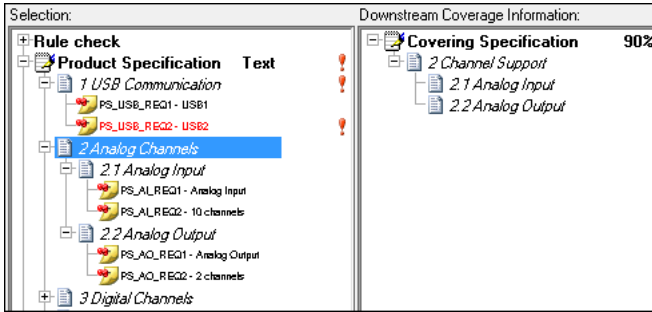 Selection:
Rule check
Product Specification Text
1 USB Communication
PS_USB_REQ1 - USB1
PS_USB_REQ2 - USB2
2 Analog Channels
2.1 Analog Input
PS_AI_REQ1 - Analog Input
PS_AI_REQ2 - 10 channels
2.2 Analog Output
PS_AO_REQ1 - Analog Output
PS_AO_REQ2 - 2 channels
3 Digital Channels
Downstream Coverage Information:
Covering Specification 90%
2 Channel Support
2.1 Analog Input
2.2 Analog Output